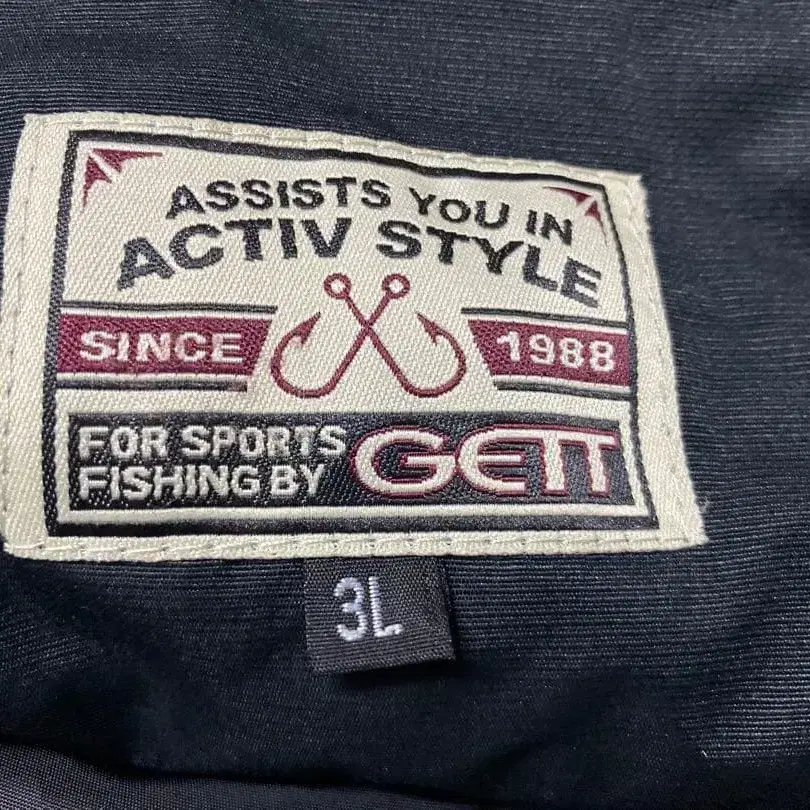 ASSISTS YOU IN
ACTIV STYLE
SINCE 1988
FOR SPORTS
FISHING BY GETT
3L